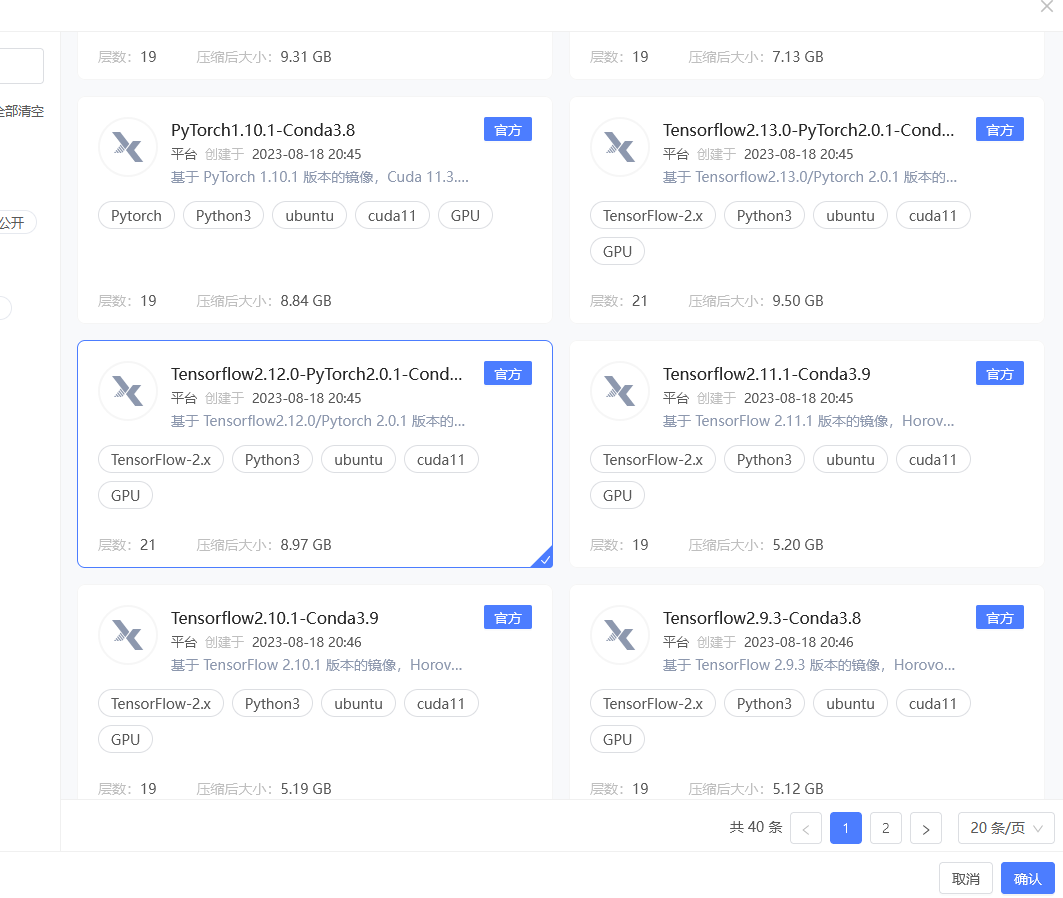 全部清空
公开
层数： 19 压缩后大小： 9.31 GB
层数： 19 压缩后大小： 7.13 GB
PyTorch1.10.1-Conda3.8 官方
平台 创建于 2023-08-18 20:45
基于 PyTorch 1.10.1 版本的镜像，Cuda 11.3....
Pytorch Python3 ubuntu cuda11 GPU
层数： 19 压缩后大小： 8.84 GB
Tensorflow2.13.0-PyTorch2.0.1-Cond... 官方
平台 创建于 2023-08-18 20:45
基于 Tensorflow2.13.0/Pytorch 2.0.1 版本的...
TensorFlow-2.x Python3 ubuntu cuda11
GPU
层数： 21 压缩后大小： 9.50 GB
Tensorflow2.12.0-PyTorch2.0.1-Cond... 官方
平台 创建于 2023-08-18 20:45
基于 Tensorflow2.12.0/Pytorch 2.0.1 版本的...
TensorFlow-2.x Python3 ubuntu cuda11
GPU
层数： 21 压缩后大小： 8.97 GB
Tensorflow2.11.1-Conda3.9 官方
平台 创建于 2023-08-18 20:45
基于 TensorFlow 2.11.1 版本的镜像，Horov...
TensorFlow-2.x Python3 ubuntu cuda11
GPU
层数： 19 压缩后大小： 5.20 GB
Tensorflow2.10.1-Conda3.9 官方
平台 创建于 2023-08-18 20:46
基于 TensorFlow 2.10.1 版本的镜像，Horov...
TensorFlow-2.x Python3 ubuntu cuda11
GPU
层数： 19 压缩后大小： 5.19 GB
Tensorflow2.9.3-Conda3.8 官方
平台 创建于 2023-08-18 20:46
基于 TensorFlow 2.9.3 版本的镜像，Horovo...
TensorFlow-2.x Python3 ubuntu cuda11
GPU
层数： 19 压缩后大小： 5.12 GB
共 40 条 < 1 2 > 20 条/页
取消 确认